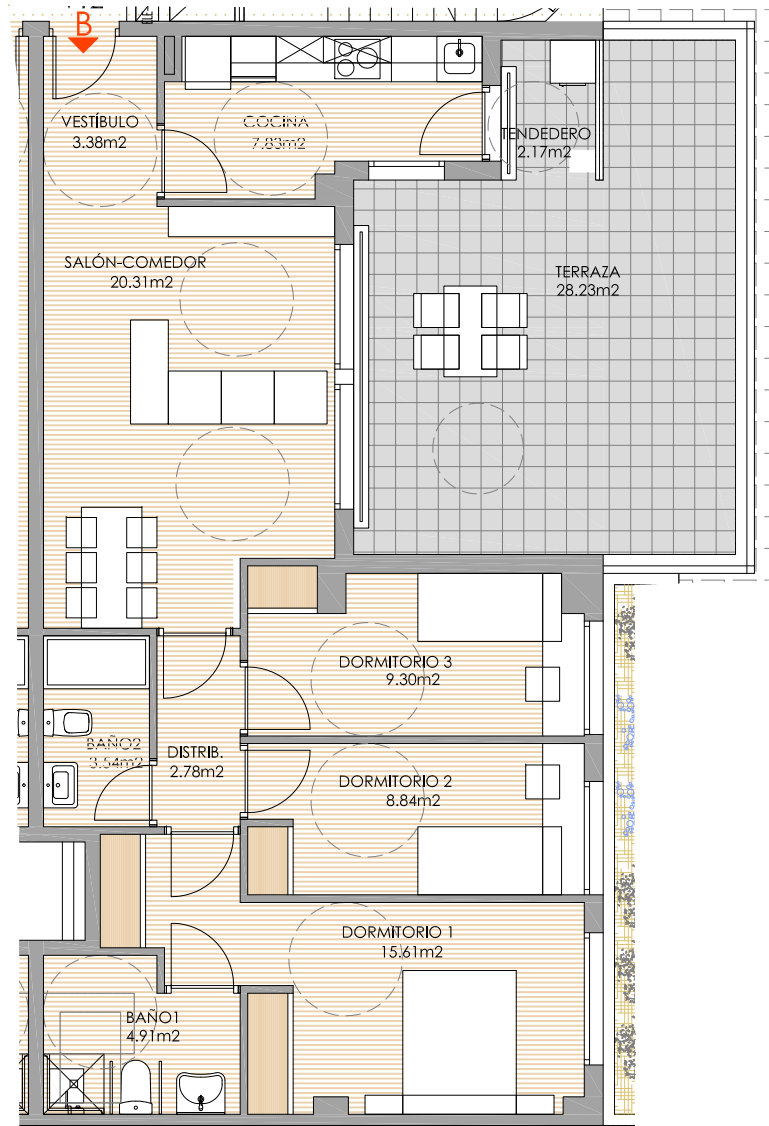 B
VESTÍBULO
3.38m2
COCINA
7.83m2
TENDEDERO
2.17m2
SALÓN-COMEDOR
20.31m2
TERRAZA
28.23m2
DORMITORIO 3
9.30m2
BAÑO2
3.54m2
DISTRIB.
2.78m2
DORMITORIO 2
8.84m2
DORMITORIO 1
15.61m2
BAÑO1
4.91m2